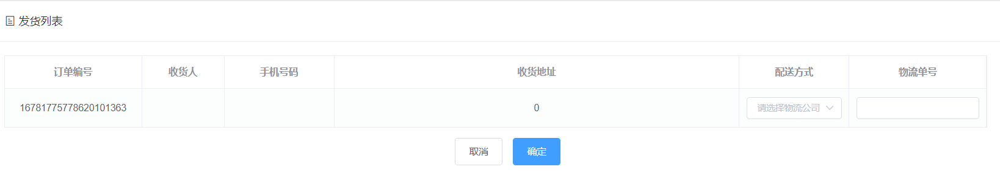 发货列表
订单编号 收货人 手机号码 收货地址 配送方式 物流单号
16781775778620101363 0 请选择物流公司
取消 确定